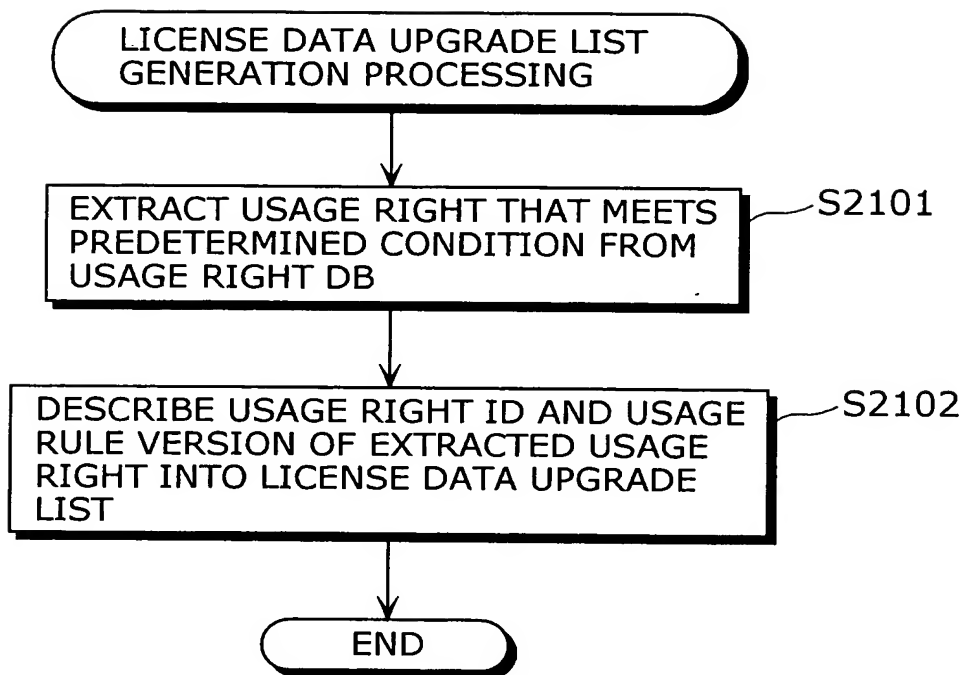 LICENSE DATA UPGRADE LIST
GENERATION PROCESSING
EXTRACT USAGE RIGHT THAT MEETS
PREDETERMINED CONDITION FROM
USAGE RIGHT DB
S2101
DESCRIBE USAGE RIGHT ID AND USAGE
RULE VERSION OF EXTRACTED USAGE
RIGHT INTO LICENSE DATA UPGRADE
LIST
S2102
END